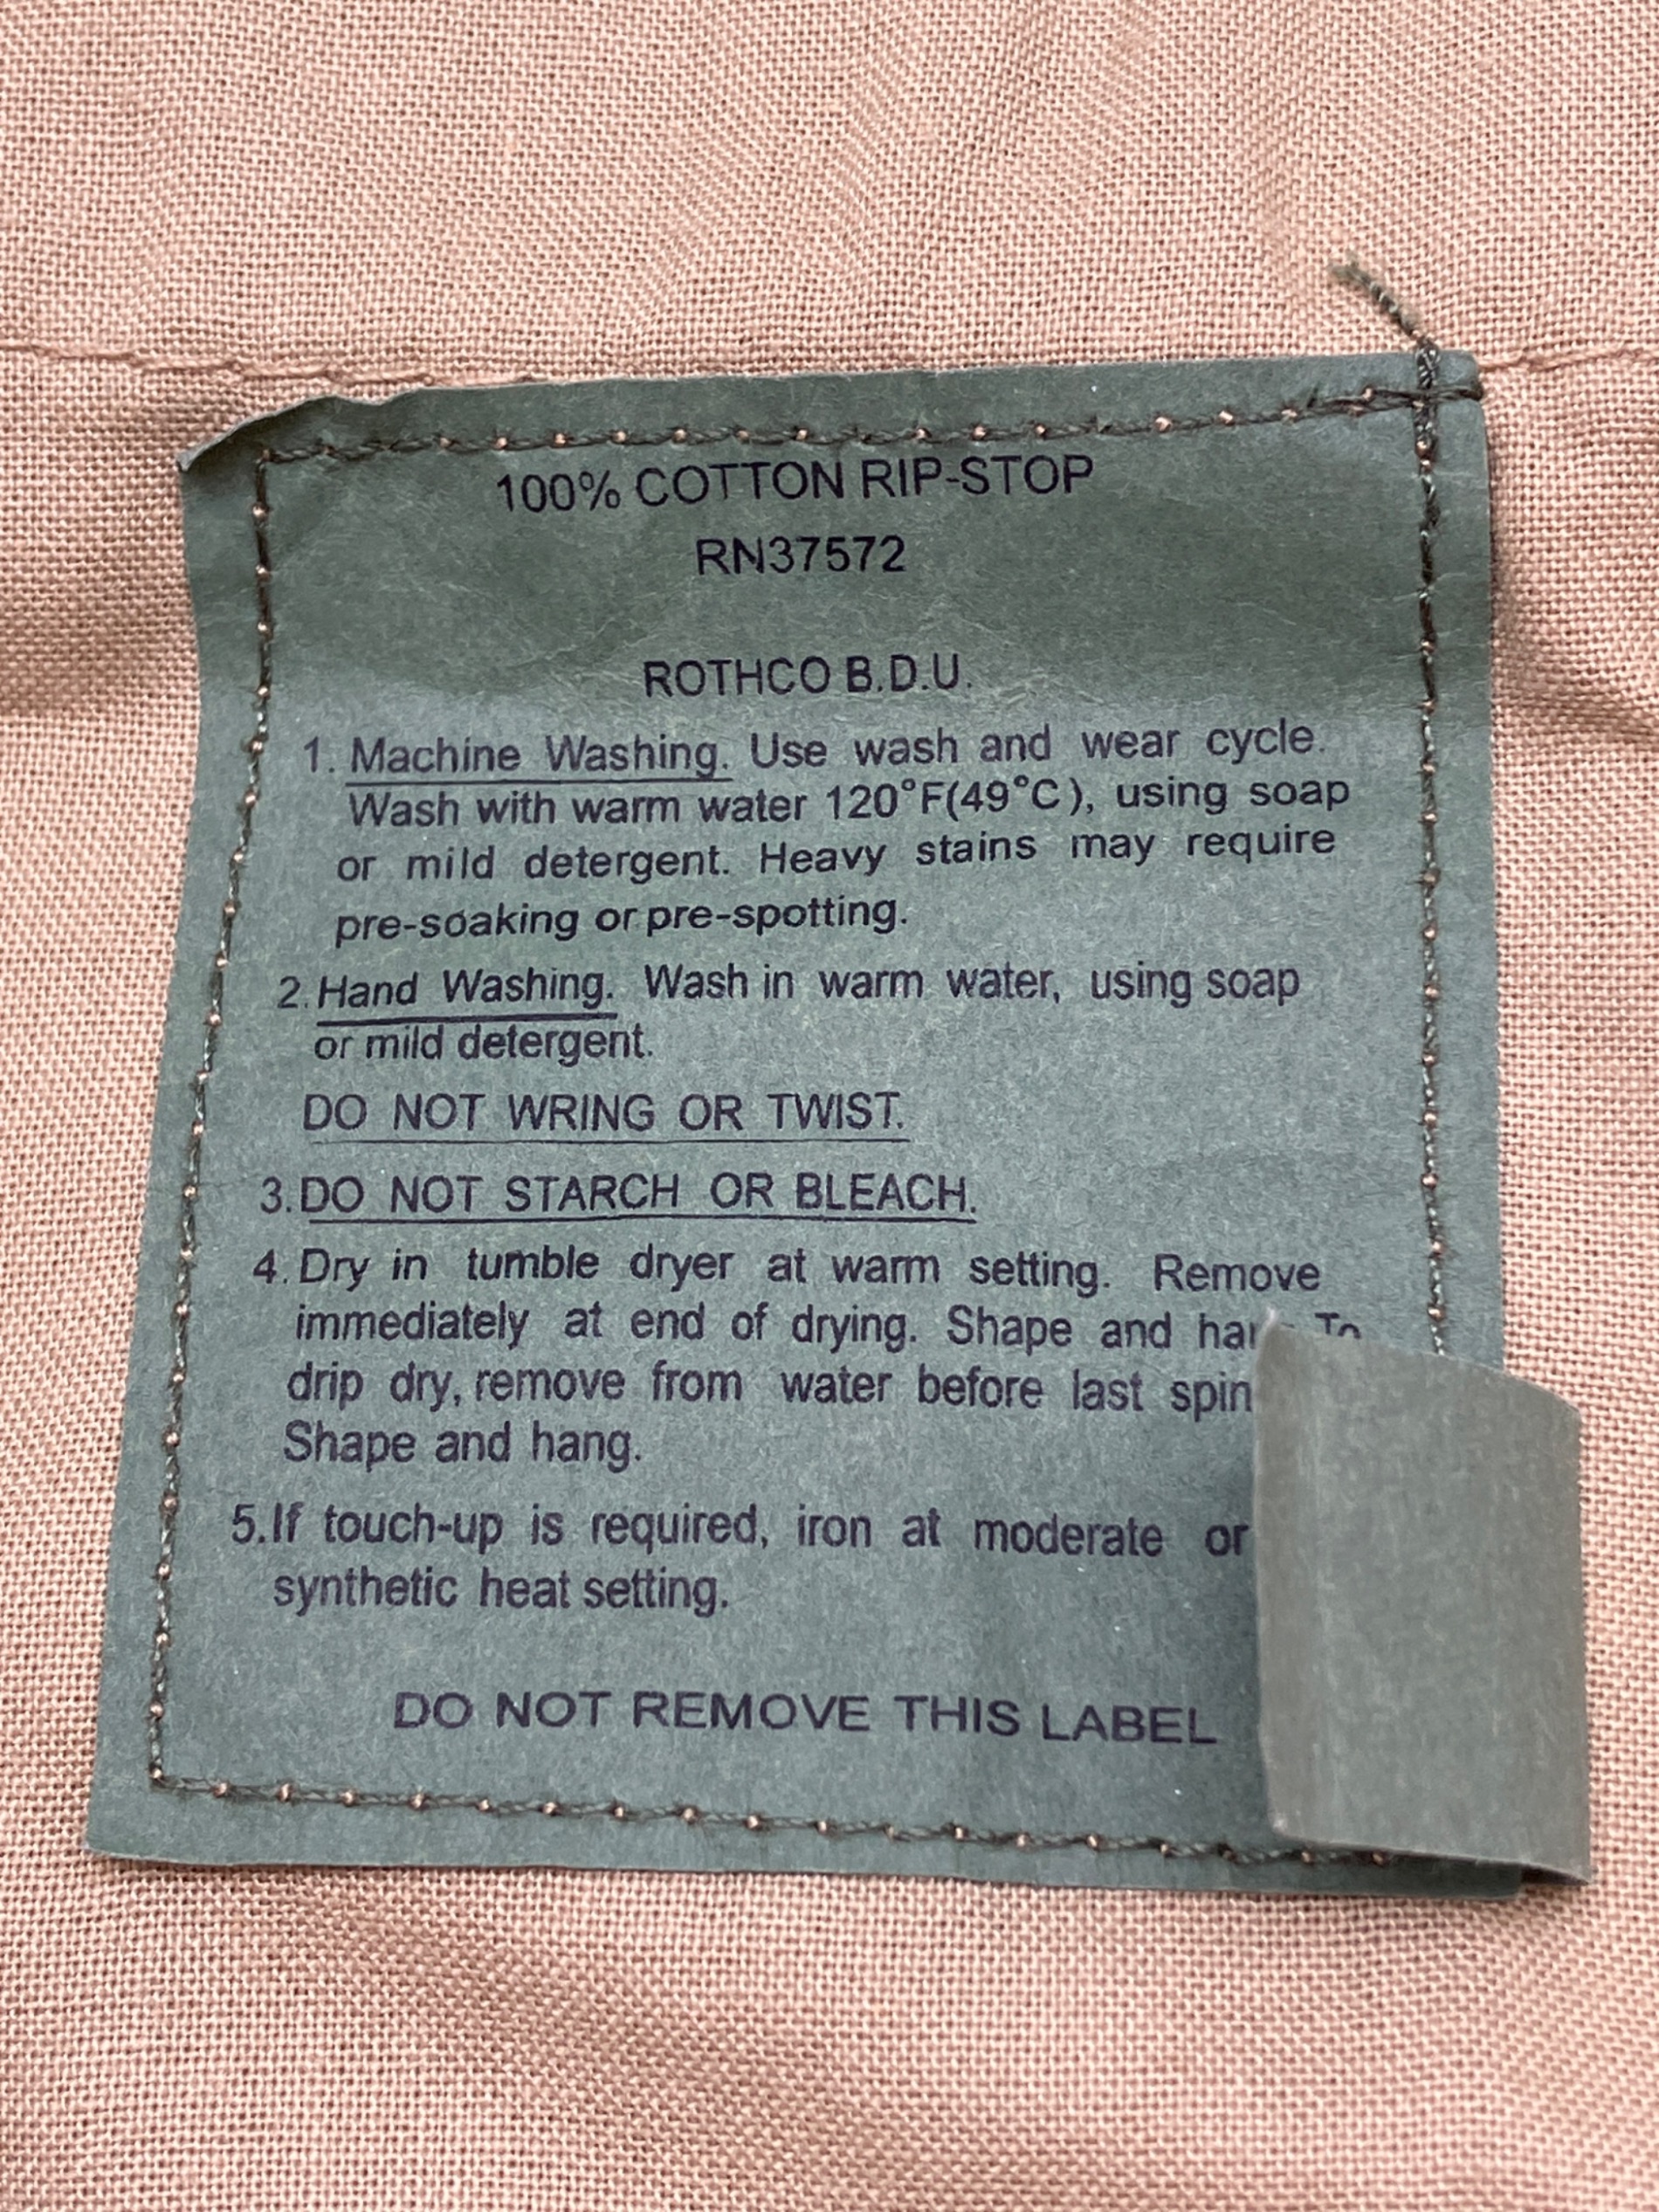 100% COTTON RIP-STOP
RN37572
ROTHCO B.D.U.
1. Machine Washing. Use wash and wear cycle.
Wash with warm water 120°F(49°C), using soap
or mild detergent. Heavy stains may require
pre-soaking or pre-spotting.
2. Hand Washing. Wash in warm water, using soap
or mild detergent.
DO NOT WRING OR TWIST.
3. DO NOT STARCH OR BLEACH.
4. Dry in tumble dryer at warm setting. Remove
immediately at end of drying. Shape and To
drip dry, remove from water before last spin
Shape and hang.
5. If touch-up is required, iron at moderate or
synthetic heat setting.
DO NOT REMOVE THIS LABEL